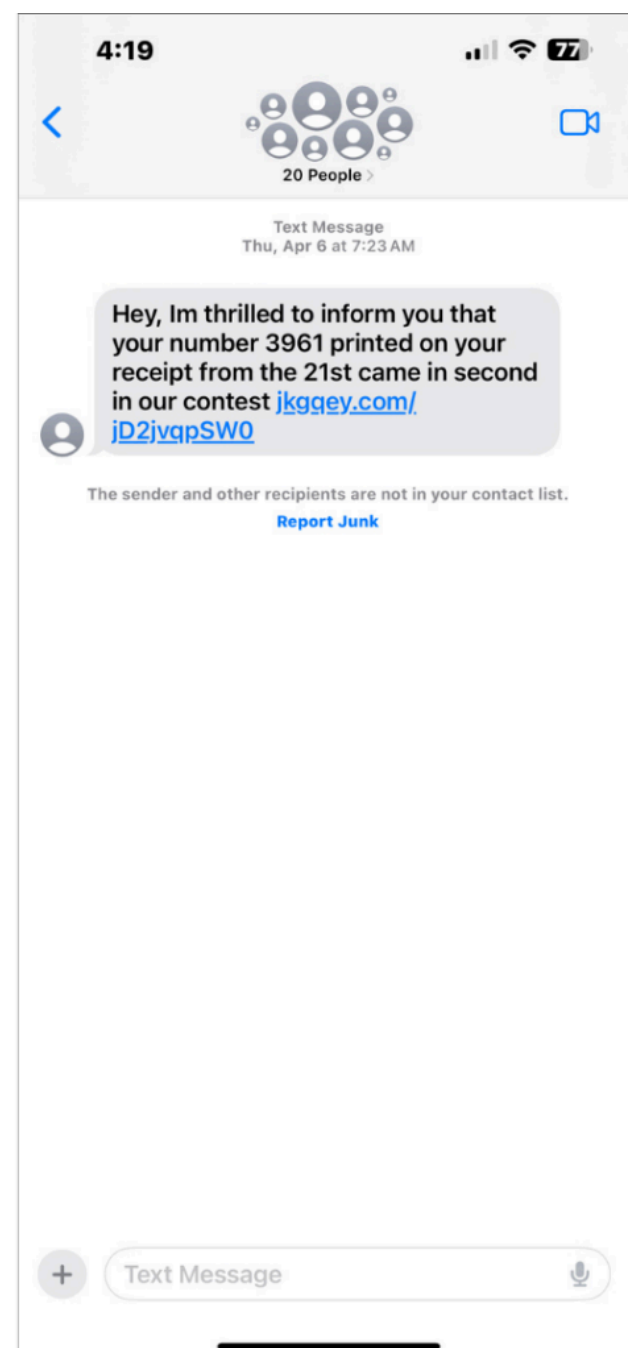 4:19
77
20 People >
Text Message
Thu, Apr 6 at 7:23 AM
Hey, Im thrilled to inform you that
your number 3961 printed on your
receipt from the 21st came in second
in our contest jkgqey.com/
jD2jvqpSW0
The sender and other recipients are not in your contact list.
Report Junk
Text Message